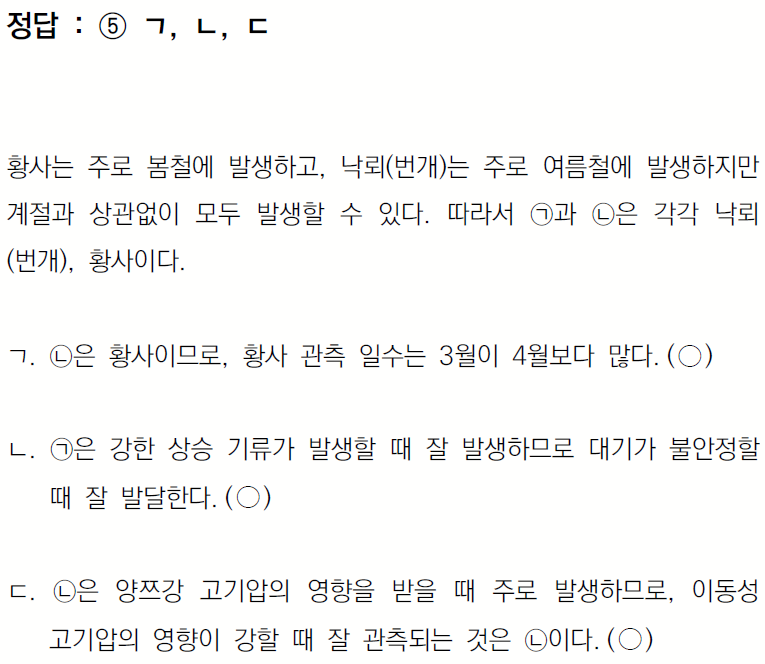 정답 : ⑤ ㄱ, ㄴ, ㄷ
황사는 주로 봄철에 발생하고, 낙뢰(번개)는 주로 여름철에 발생하지만
계절과 상관없이 모두 발생할 수 있다. 따라서 ㉠과 ㉡은 각각 낙뢰
(번개), 황사이다.
ㄱ. ㉡은 황사이므로, 황사 관측 일수는 3월이 4월보다 많다. (○)
ㄴ. ㉠은 강한 상승 기류가 발생할 때 잘 발생하므로 대기가 불안정할
때 잘 발달한다. (○)
ㄷ. ㉡은 양쯔강 고기압의 영향을 받을 때 주로 발생하므로, 이동성
고기압의 영향이 강할 때 잘 관측되는 것은 ㉡이다. (○)